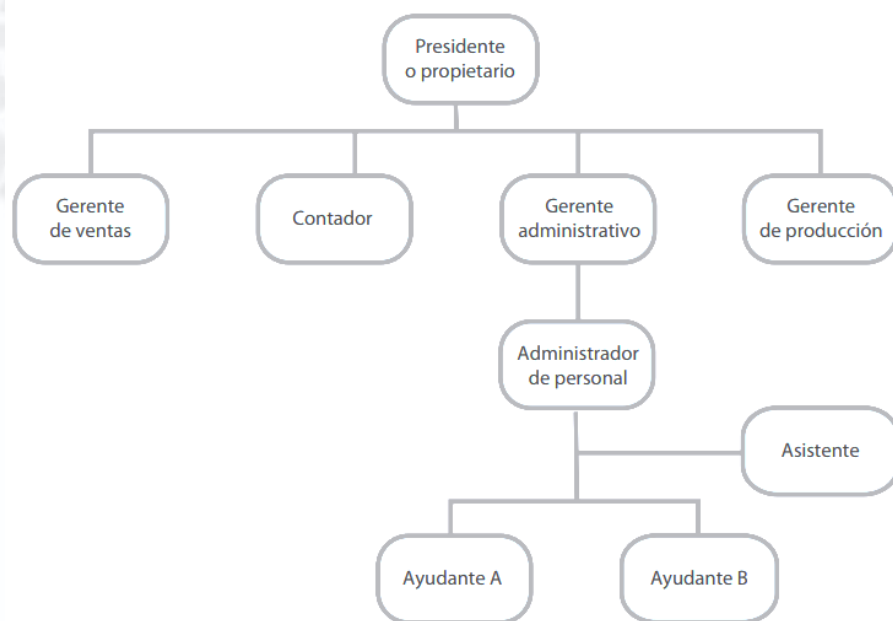 Presidente
o propietario
Gerente
de ventas
Contador
Gerente
administrativo
Gerente
de producción
Administrador
de personal
Asistente
Ayudante A
Ayudante B